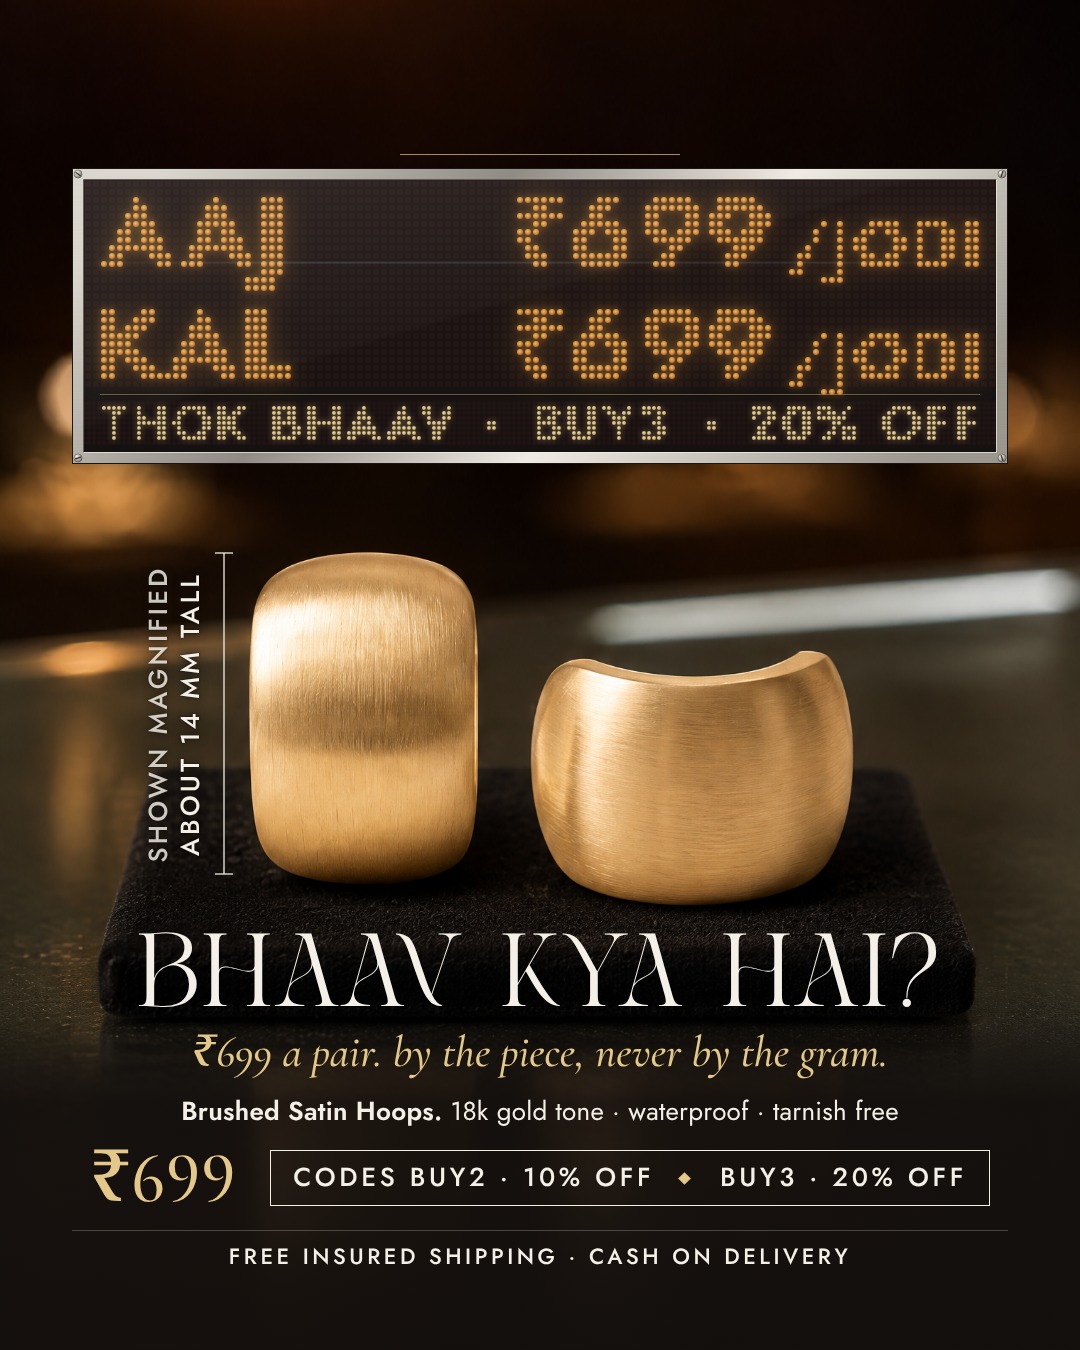 AAJ ₹699 /JODI
KAL ₹699 /JODI
THOK BHAAV · BUY3 · 20% OFF
SHOWN MAGNIFIED
ABOUT 14 MM TALL
BHAAV KYA HAI?
₹699 a pair. by the piece, never by the gram.
Brushed Satin Hoops. 18k gold tone · waterproof · tarnish free
₹699
CODES BUY2 · 10% OFF ◆ BUY3 · 20% OFF
FREE INSURED SHIPPING · CASH ON DELIVERY